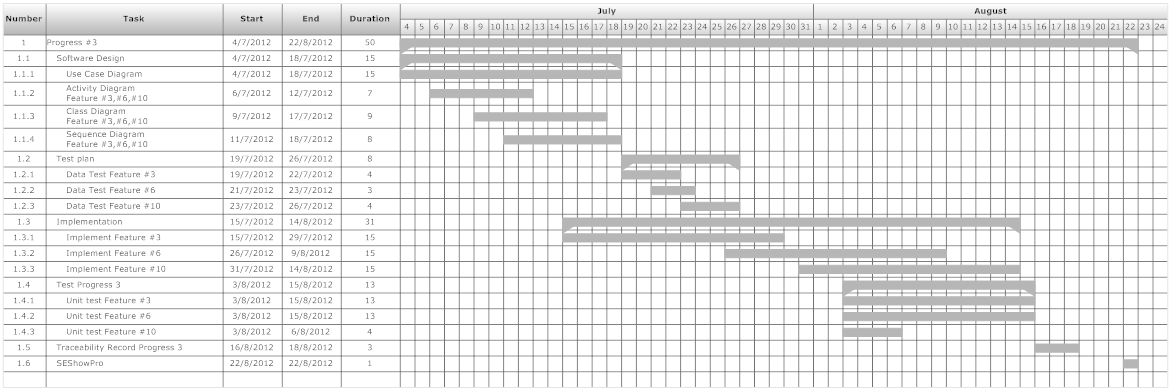 Number Task Start End Duration July August
4 5 6 7 8 9 10 11 12 13 14 15 16 17 18 19 20 21 22 23 24 25 26 27 28 29 30 31 1 2 3 4 5 6 7 8 9 10 11 12 13 14 15 16 17 18 19 20 21 22 23 24
1 Progress #3 4/7/2012 22/8/2012 50
1.1 Software Design 4/7/2012 18/7/2012 15
1.1.1 Use Case Diagram 4/7/2012 18/7/2012 15
1.1.2 Activity Diagram 6/7/2012 12/7/2012 7
Feature #3,#6,#10
1.1.3 Class Diagram 9/7/2012 17/7/2012 9
Feature #3,#6,#10
1.1.4 Sequence Diagram 11/7/2012 18/7/2012 8
Feature #3,#6,#10
1.2 Test plan 19/7/2012 26/7/2012 8
1.2.1 Data Test Feature #3 19/7/2012 22/7/2012 4
1.2.2 Data Test Feature #6 21/7/2012 23/7/2012 3
1.2.3 Data Test Feature #10 23/7/2012 26/7/2012 4
1.3 Implementation 15/7/2012 14/8/2012 31
1.3.1 Implement Feature #3 15/7/2012 29/7/2012 15
1.3.2 Implement Feature #6 26/7/2012 9/8/2012 15
1.3.3 Implement Feature #10 31/7/2012 14/8/2012 15
1.4 Test Progress 3 3/8/2012 15/8/2012 13
1.4.1 Unit test Feature #3 3/8/2012 15/8/2012 13
1.4.2 Unit test Feature #6 3/8/2012 15/8/2012 13
1.4.3 Unit test Feature #10 3/8/2012 6/8/2012 4
1.5 Traceability Record Progress 3 16/8/2012 18/8/2012 3
1.6 SEShowPro 22/8/2012 22/8/2012 1